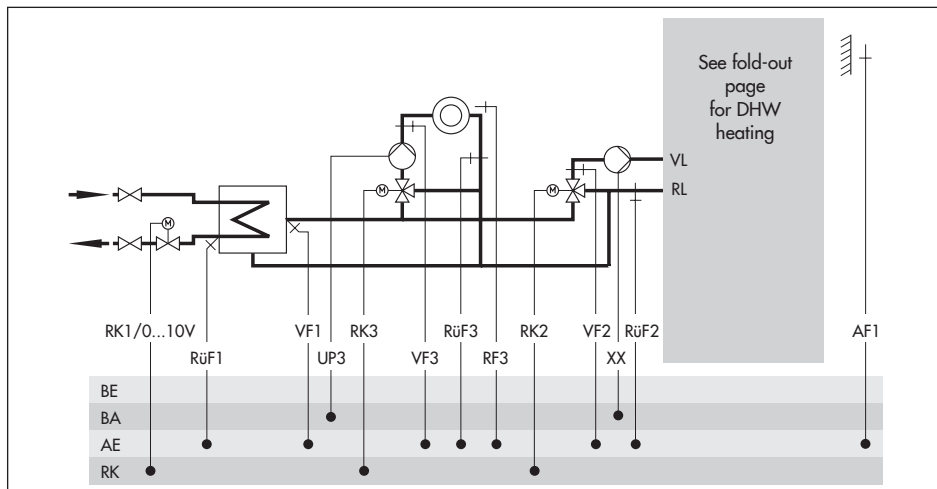 See fold-out
page
for DHW
heating
VL
RL
M
M
M
RK1/0...10V
VF1
RK3
RüF3
RK2
VF2
RüF2
AF1
RüF1
UP3
VF3
RF3
XX
BE
BA
AE
RK